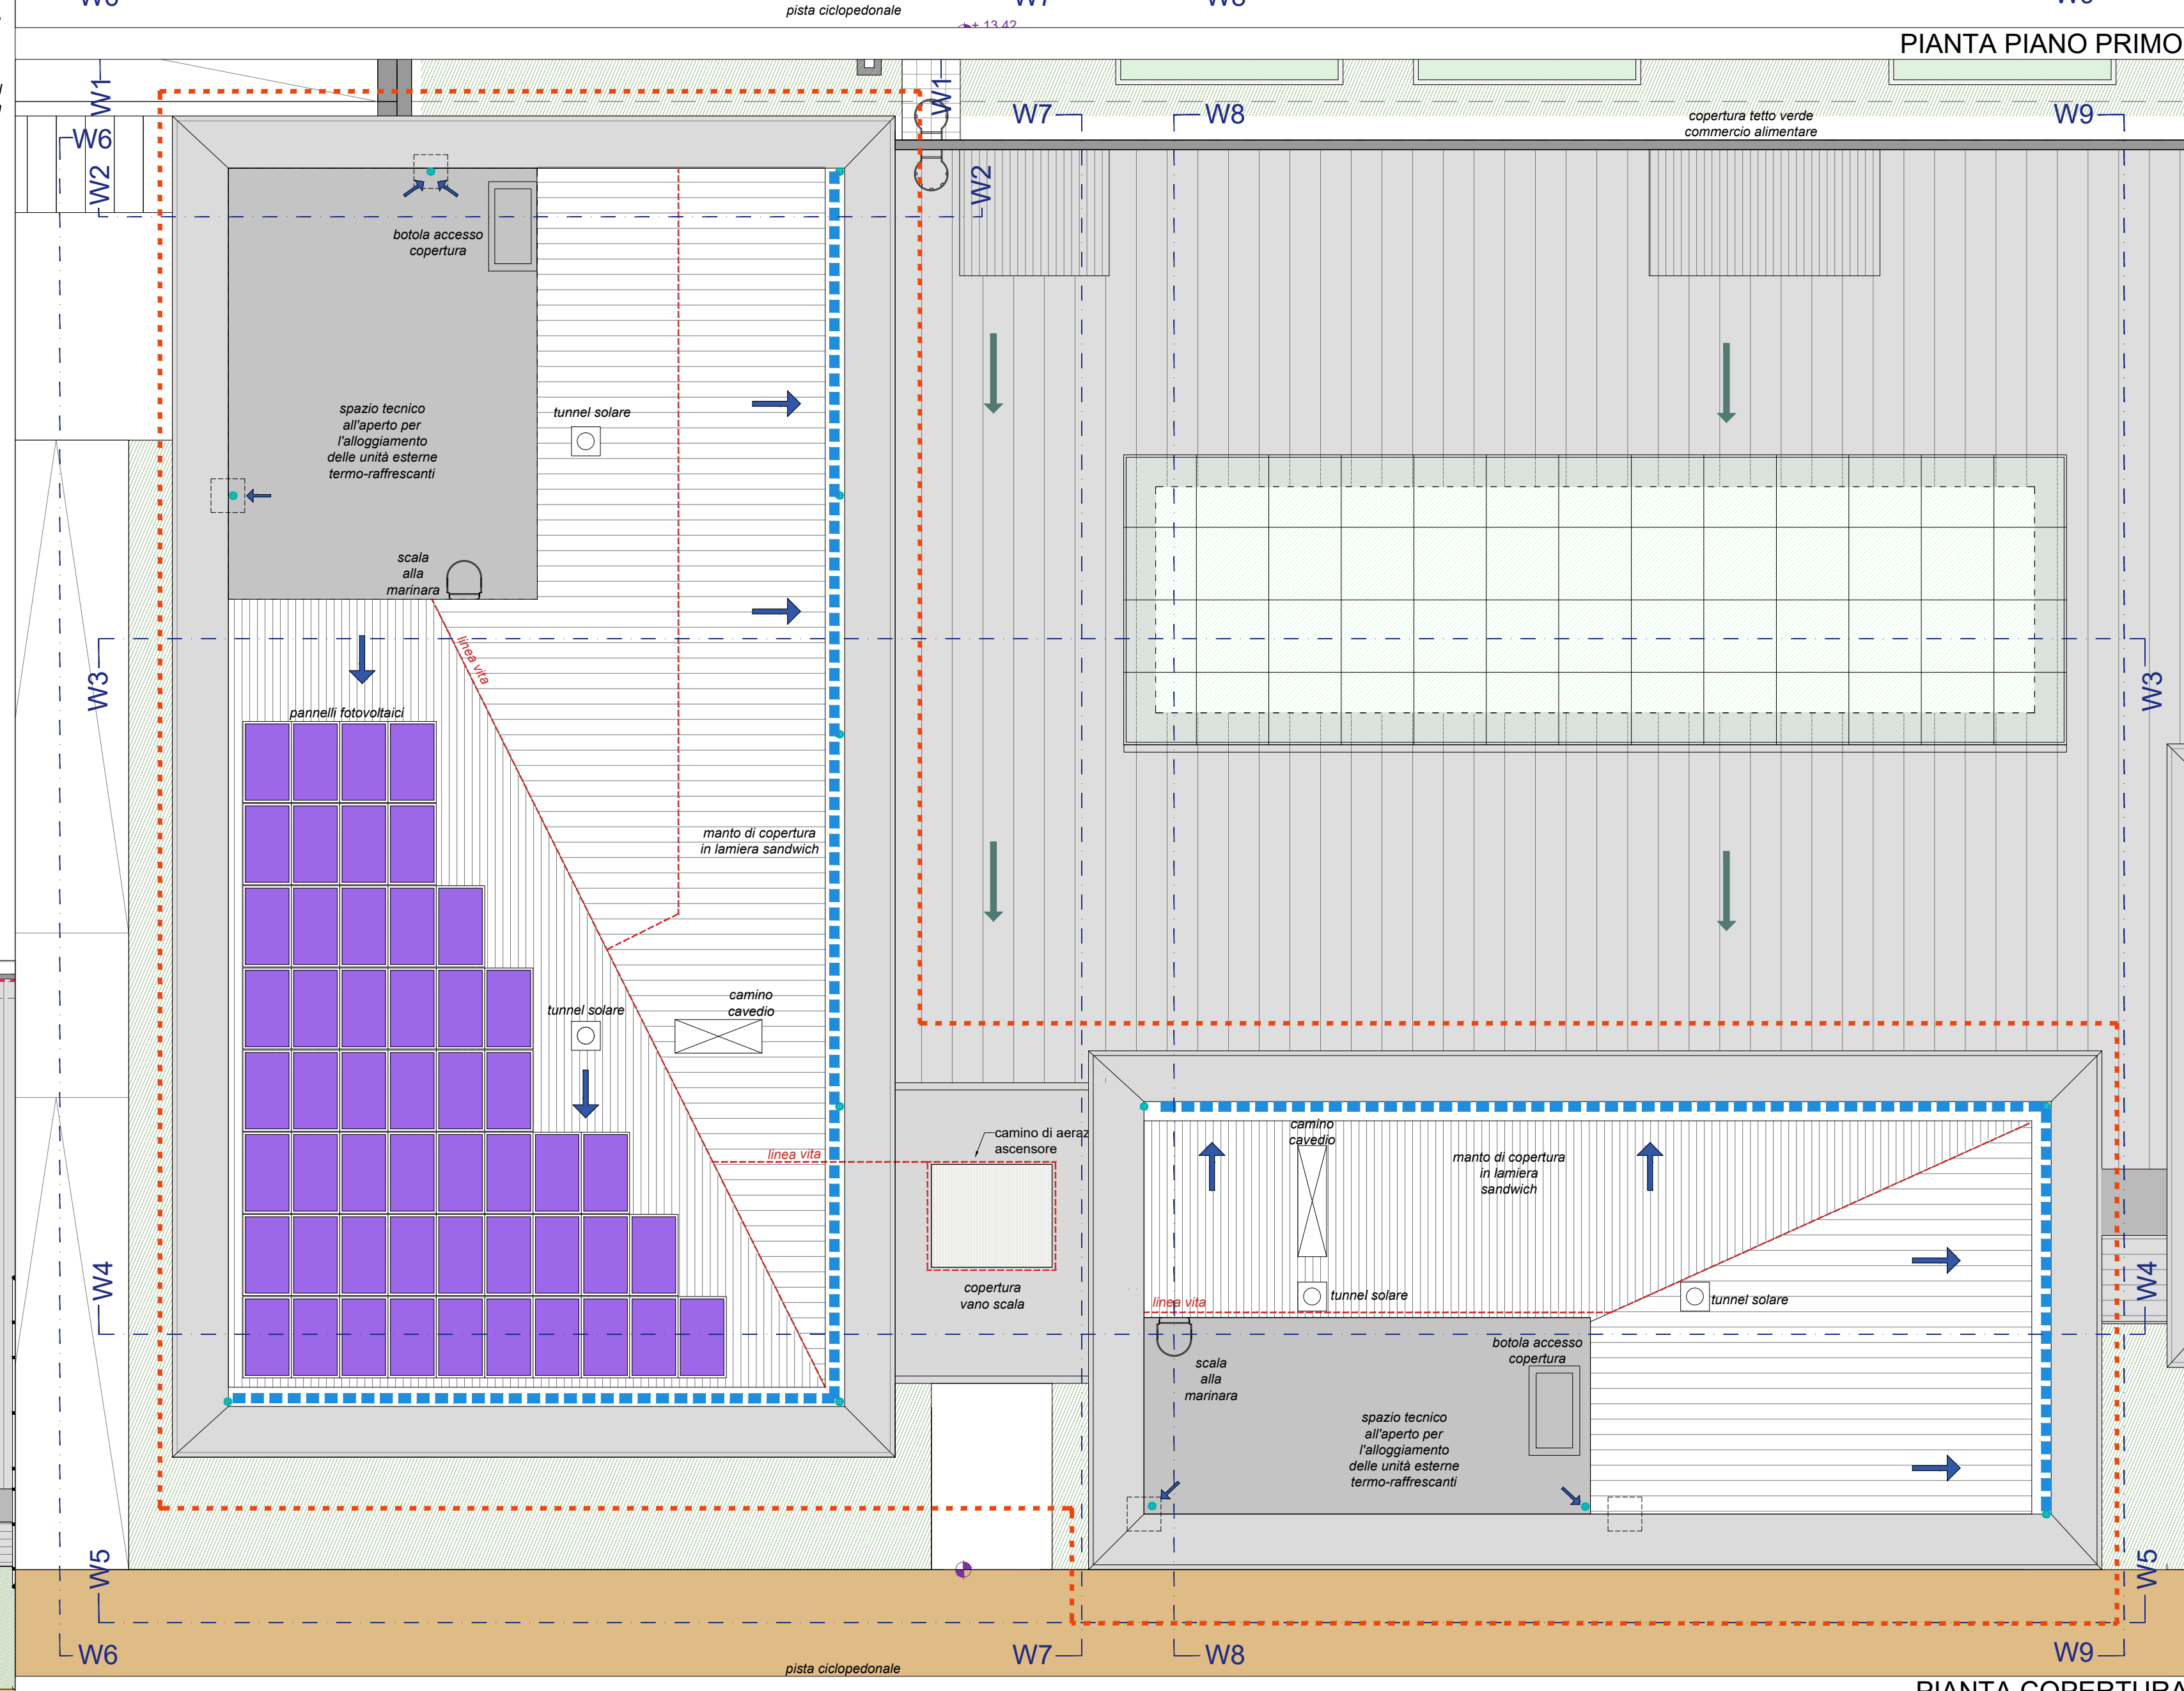 pista ciclopedonale
W7
W8
+ 13.42
PIANTA PIANO PRIMO
W1
W1
W7
W8
W9
copertura tetto verde
commercio alimentare
W6
W2
W2
botola accesso
copertura
spazio tecnico
all'aperto per
l'alloggiamento
delle unità esterne
termo-raffrescanti
tunnel solare
scala
alla
marinara
linea vita
W3
W3
pannelli fotovoltaici
manto di copertura
in lamiera sandwich
tunnel solare
camino
cavedio
camino di aeraz
ascensore
linea vita
camino
cavedio
manto di copertura
in lamiera
sandwich
W4
W4
copertura
vano scala
linea vita
tunnel solare
tunnel solare
scala
alla
marinara
botola accesso
copertura
spazio tecnico
all'aperto per
l'alloggiamento
delle unità esterne
termo-raffrescanti
W5
W5
W6
W7
W8
W9
pista ciclopedonale
PIANTA COPERTURA